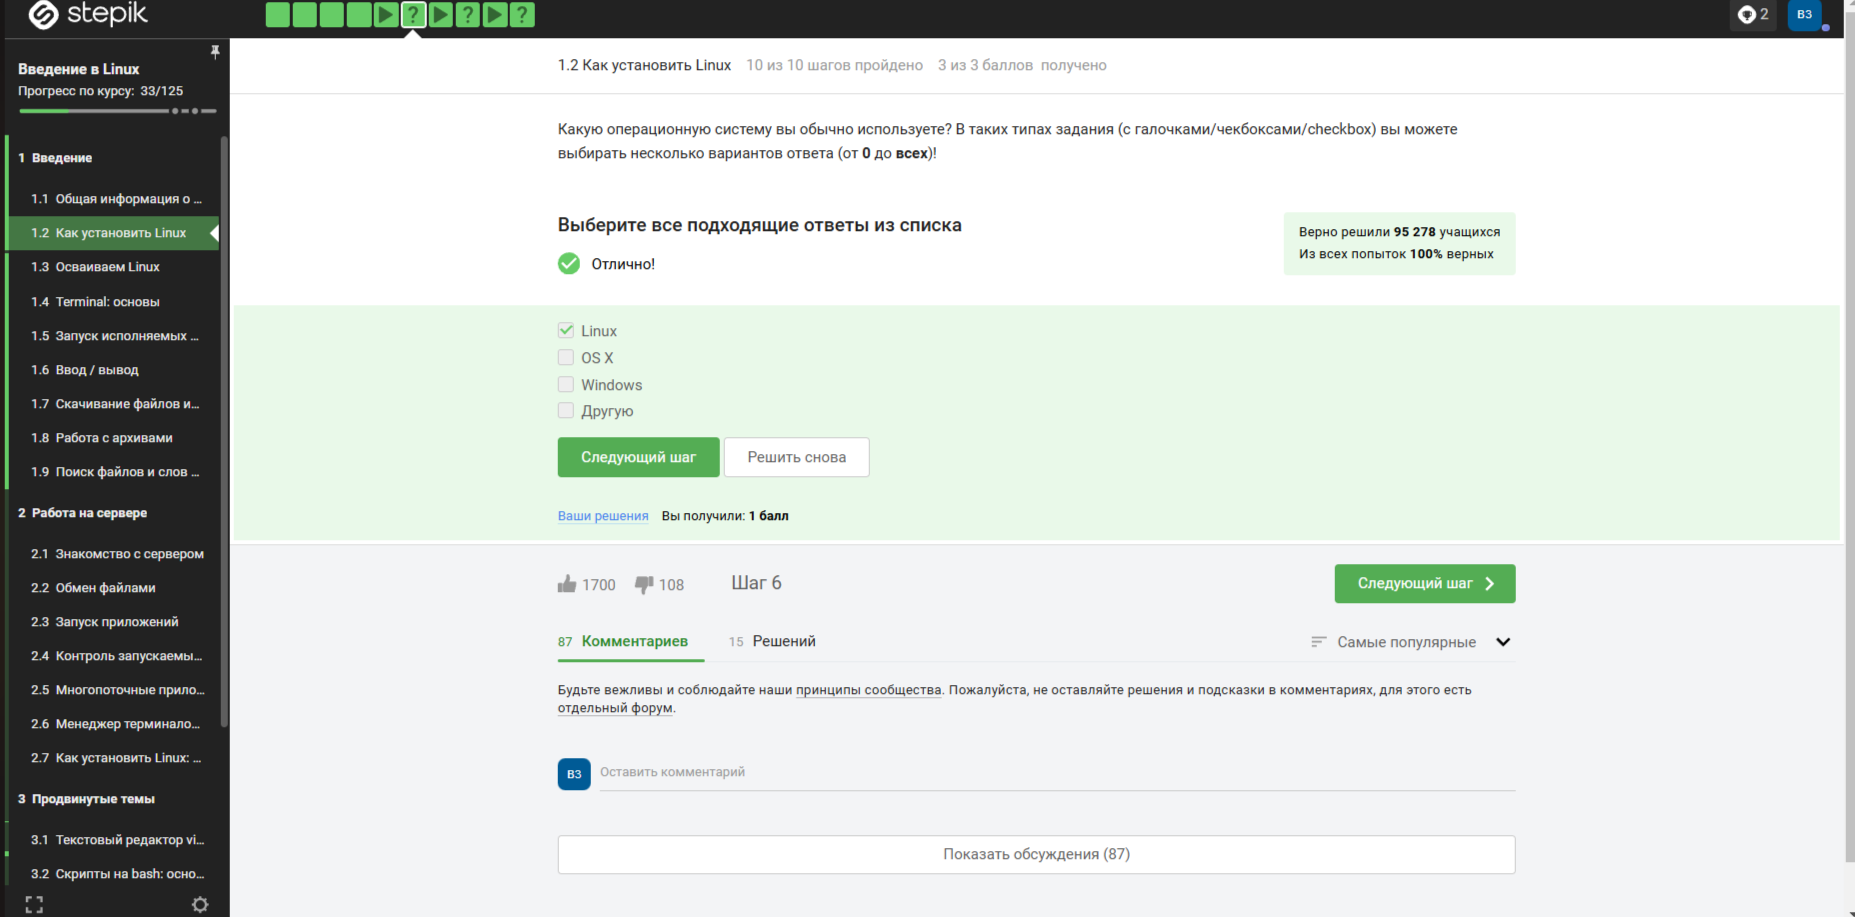 stepik
? ? ?
2
ВЗ
Введение в Linux
Прогресс по курсу: 33/125
1 Введение
1.1 Общая информация о ...
1.2 Как установить Linux
1.3 Осваиваем Linux
1.4 Terminal: основы
1.5 Запуск исполняемых ...
1.6 Ввод / вывод
1.7 Скачивание файлов и...
1.8 Работа с архивами
1.9 Поиск файлов и слов ...
2 Работа на сервере
2.1 Знакомство с сервером
2.2 Обмен файлами
2.3 Запуск приложений
2.4 Контроль запускаемы...
2.5 Многопоточные прило...
2.6 Менеджер терминало...
2.7 Как установить Linux: ...
3 Продвинутые темы
3.1 Текстовый редактор vi...
3.2 Скрипты на bash: осно...
1.2 Как установить Linux 10 из 10 шагов пройдено 3 из 3 баллов получено
Какую операционную систему вы обычно используете? В таких типах задания (с галочками/чекбоксами/checkbox) вы можете
выбирать несколько вариантов ответа (от 0 до всех)!
Выберите все подходящие ответы из списка
Отлично!
Верно решили 95 278 учащихся
Из всех попыток 100% верных
Linux
OS X
Windows
Другую
Следующий шаг Решить снова
Ваши решения Вы получили: 1 балл
1700 108 Шаг 6 Следующий шаг
87 Комментариев 15 Решений Самые популярные
Будьте вежливы и соблюдайте наши принципы сообщества. Пожалуйста, не оставляйте решения и подсказки в комментариях, для этого есть
отдельный форум.
ВЗ Оставить комментарий
Показать обсуждения (87)